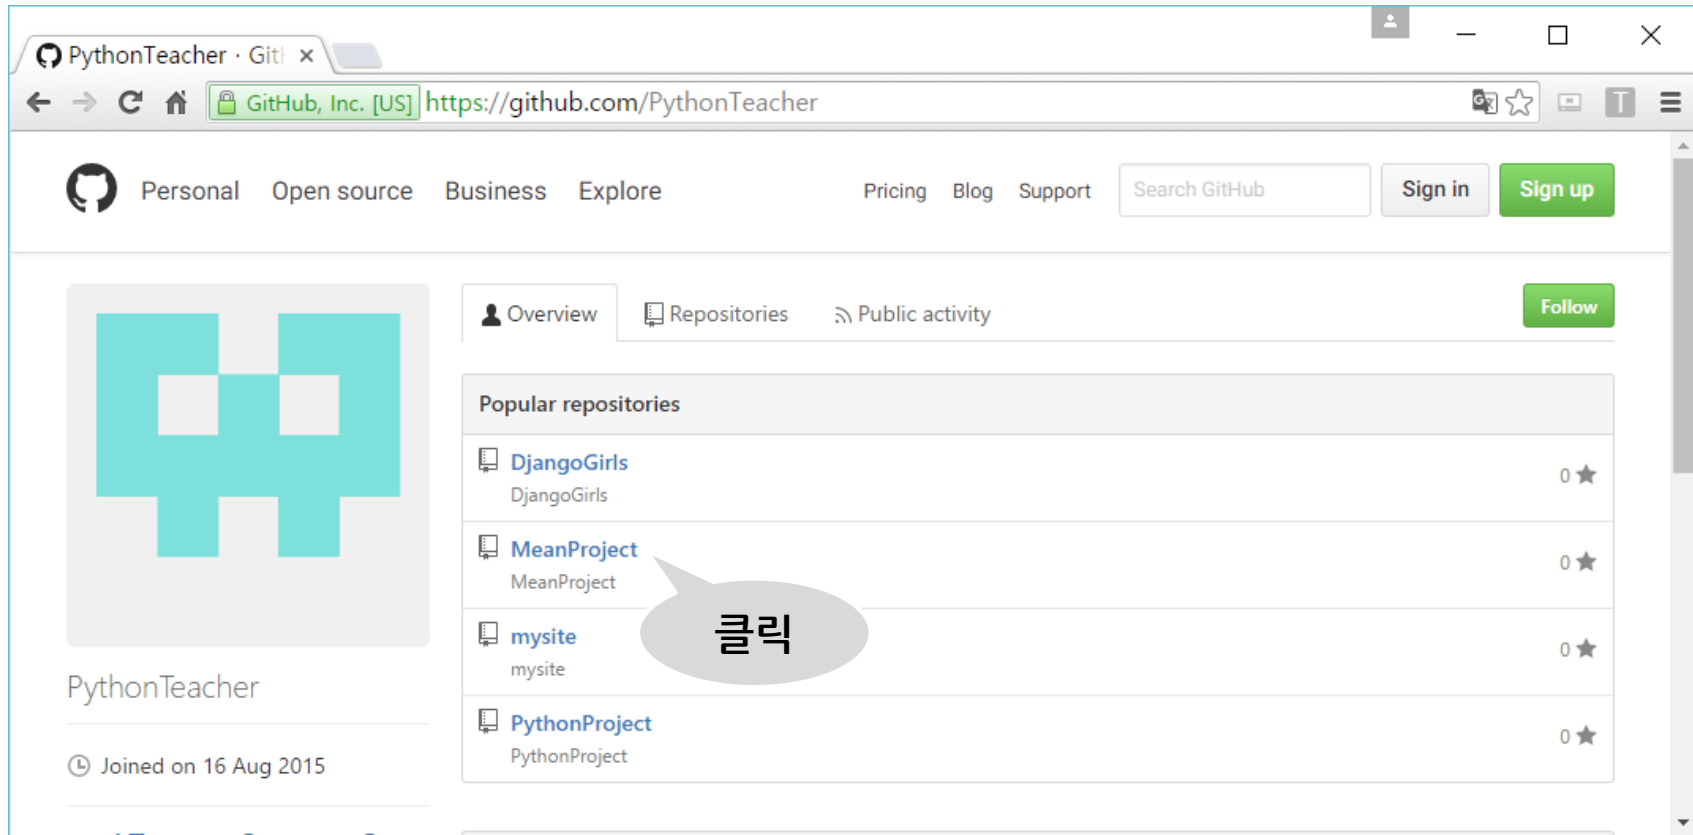 PythonTeacher · Git
GitHub, Inc. [US] https://github.com/PythonTeacher
T
Personal Open source Business Explore Pricing Blog Support Search GitHub Sign in Sign up
Overview Repositories Public activity Follow
Popular repositories
DjangoGirls
DjangoGirls
0
MeanProject
MeanProject
0
클릭
mysite
mysite
0
PythonProject
PythonProject
0
PythonTeacher
Joined on 16 Aug 2015